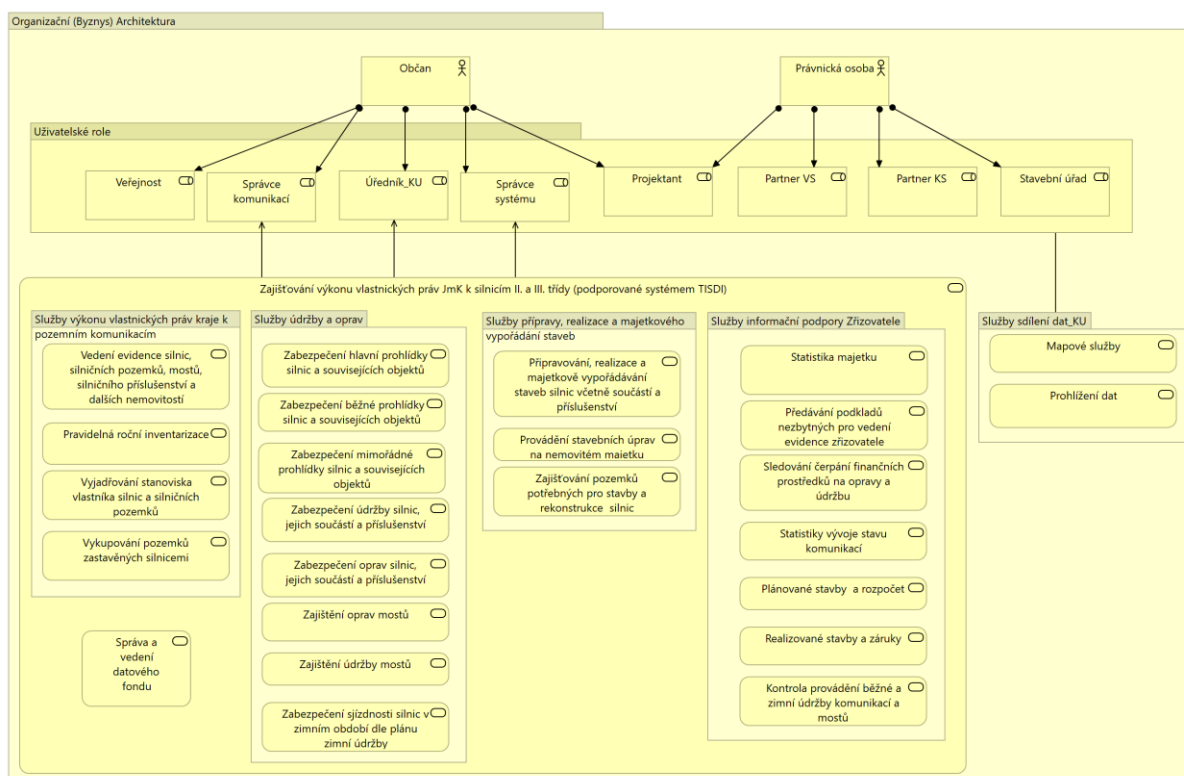 Organizační (Byznys) Architektura
Občan
Právnická osoba
Uživatelské role
Veřejnost
Správce
komunikací
Úředník_KU
Správce
systému
Projektant
Partner VS
Partner KS
Stavební úřad
Zajišťování výkonu vlastnických práv JmK k silnicím II. a III. třídy (podporované systémem TISDI)
Služby výkonu vlastnických práv kraje k
pozemním komunikacím
Vedení evidence silnic,
silničních pozemků, mostů,
silničního příslušenství a
dalších nemovitostí
Pravidelná roční inventarizace
Vyjadřování stanoviska
vlastníka silnic a silničních
pozemků
Vykupování pozemků
zastavěných silnicemi
Správa a
vedení
datového
fondu
Služby údržby a oprav
Zabezpečení hlavní prohlídky
silnic a souvisejících objektů
Zabezpečení běžné prohlídky
silnic a souvisejících objektů
Zabezpečení mimořádné
prohlídky silnic a souvisejících
objektů
Zabezpečení údržby silnic,
jejich součástí a příslušenství
Zabezpečení oprav silnic,
jejich součástí a příslušenství
Zajištění oprav mostů
Zajištění údržby mostů
Zabezpečení sjízdnosti silnic v
zimním období dle plánu
zimní údržby
Služby přípravy, realizace a majetkového
vypořádání staveb
Připravování, realizace a
majetkově vypořádávání
staveb silnic včetně součástí a
příslušenství
Provádění stavebních úprav
na nemovitém majetku
Zajišťování pozemků
potřebných pro stavby a
rekonstrukce silnic
Služby informační podpory Zřizovatele
Statistika majetku
Předávání podkladů
nezbytných pro vedení
evidence zřizovatele
Sledování čerpání finančních
prostředků na opravy a
údržbu
Statistiky vývoje stavu
komunikací
Plánované stavby a rozpočet
Realizované stavby a záruky
Kontrola provádění běžné a
zimní údržby komunikací a
mostů
Služby sdílení dat_KU
Mapové služby
Prohlížení dat